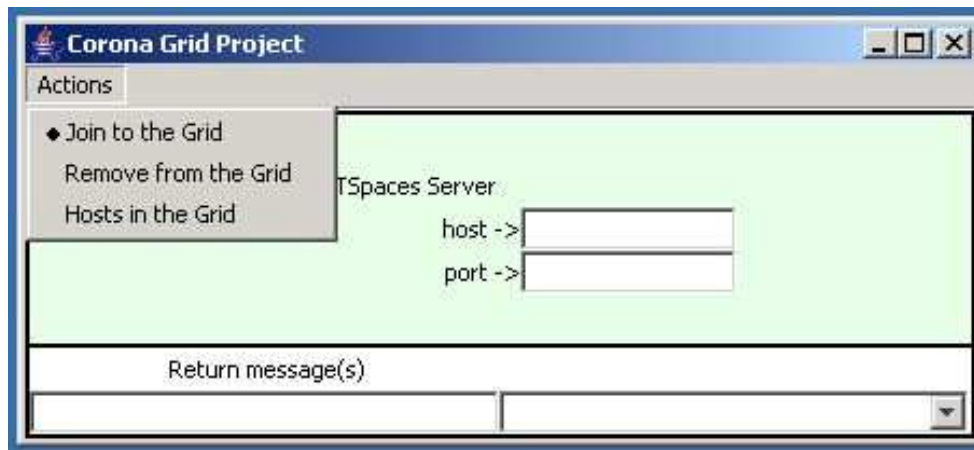 Corona Grid Project
Actions
Join to the Grid
Remove from the Grid
Hosts in the Grid
TSpaces Server
host ->
port ->
Return message(s)